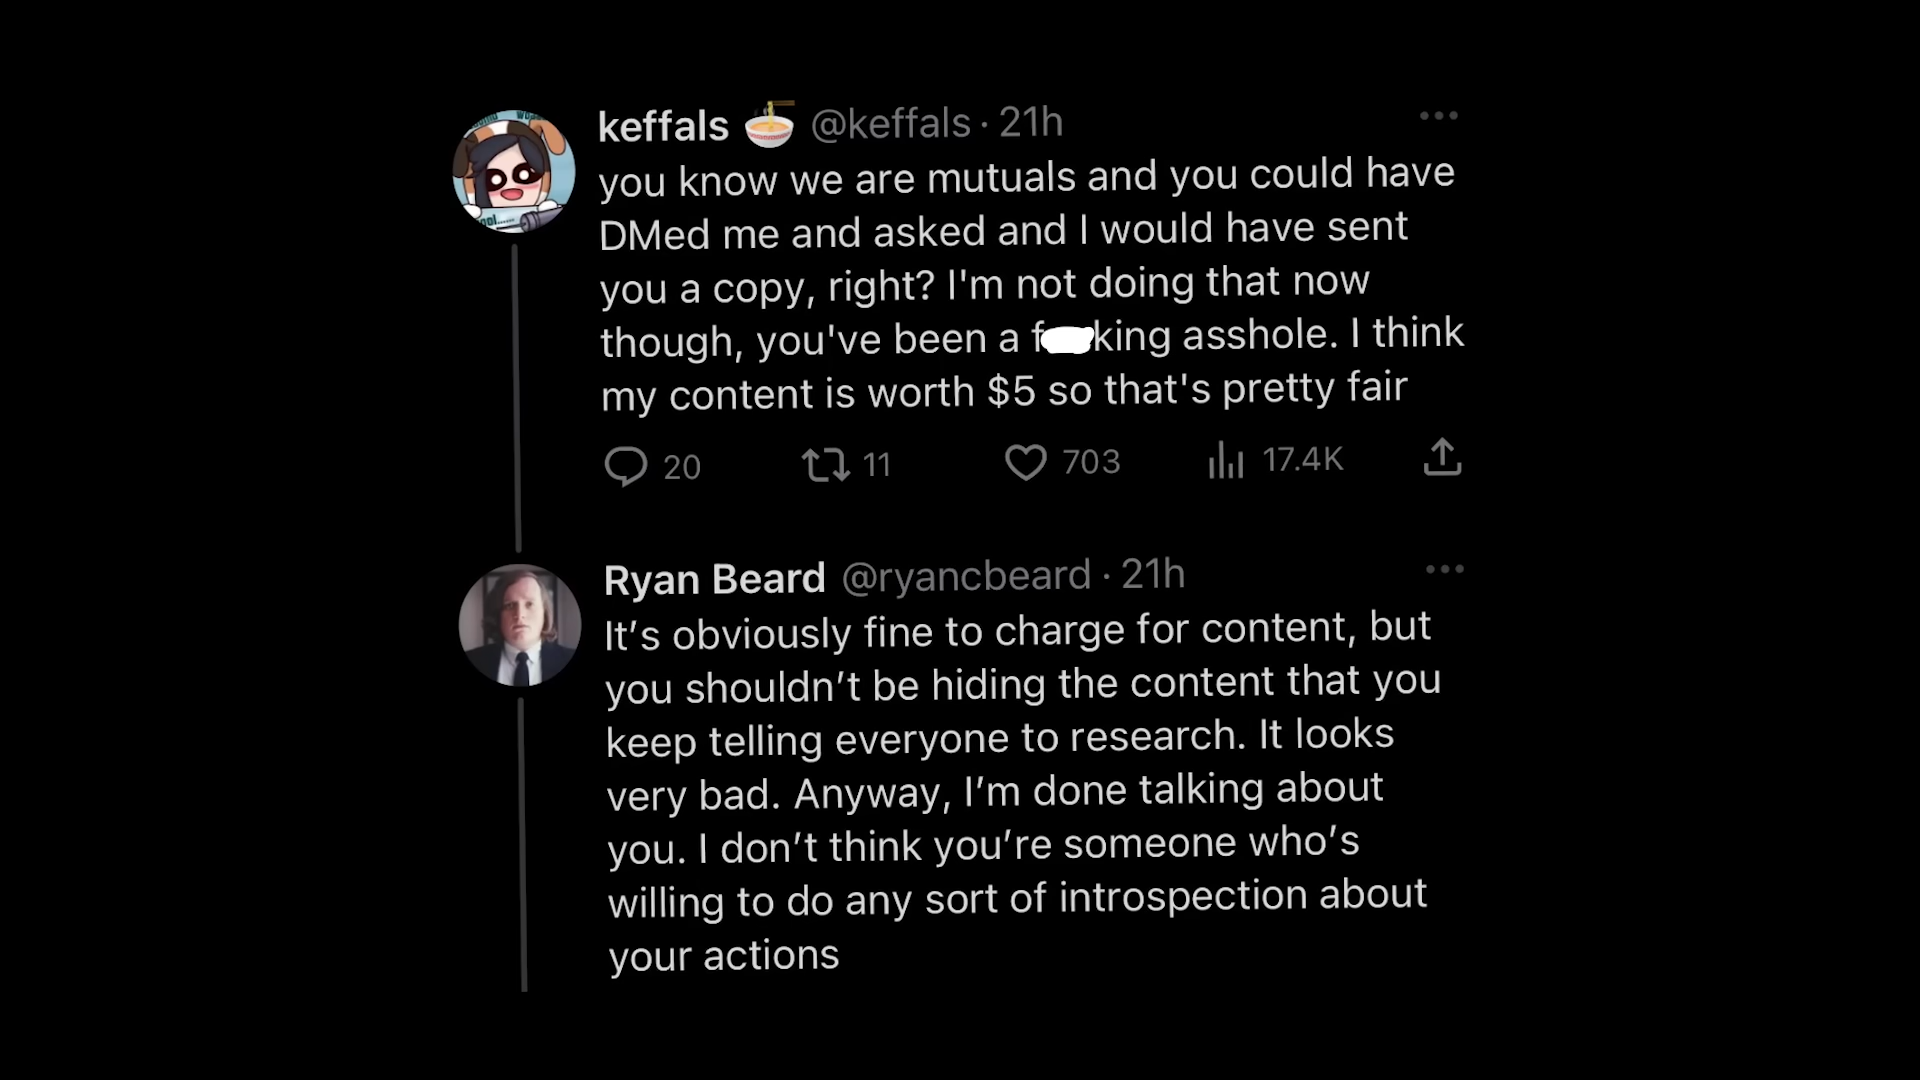 keffals 🍜 @keffals · 21h
you know we are mutuals and you could have
DMed me and asked and I would have sent
you a copy, right? I'm not doing that now
though, you've been a f king asshole. I think
my content is worth $5 so that's pretty fair
20 11 703 17.4K
Ryan Beard @ryancbeard · 21h
It’s obviously fine to charge for content, but
you shouldn’t be hiding the content that you
keep telling everyone to research. It looks
very bad. Anyway, I’m done talking about
you. I don’t think you’re someone who’s
willing to do any sort of introspection about
your actions